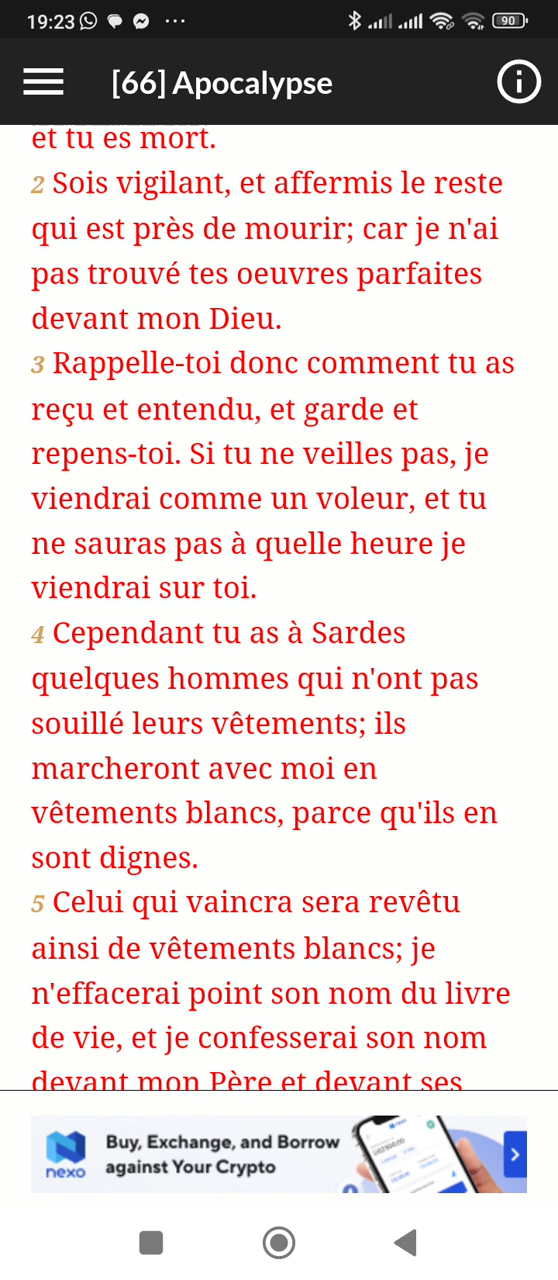 19:23
90
[66] Apocalypse
et tu es mort.
2 Sois vigilant, et affermis le reste
qui est près de mourir; car je n'ai
pas trouvé tes oeuvres parfaites
devant mon Dieu.
3 Rappelle-toi donc comment tu as
reçu et entendu, et garde et
repens-toi. Si tu ne veilles pas, je
viendrai comme un voleur, et tu
ne sauras pas à quelle heure je
viendrai sur toi.
4 Cependant tu as à Sardes
quelques hommes qui n'ont pas
souillé leurs vêtements; ils
marcheront avec moi en
vêtements blancs, parce qu'ils en
sont dignes.
5 Celui qui vaincra sera revêtu
ainsi de vêtements blancs; je
n'effacerai point son nom du livre
de vie, et je confesserai son nom
devant mon Père et devant ses
nexo
Buy, Exchange, and Borrow
against Your Crypto